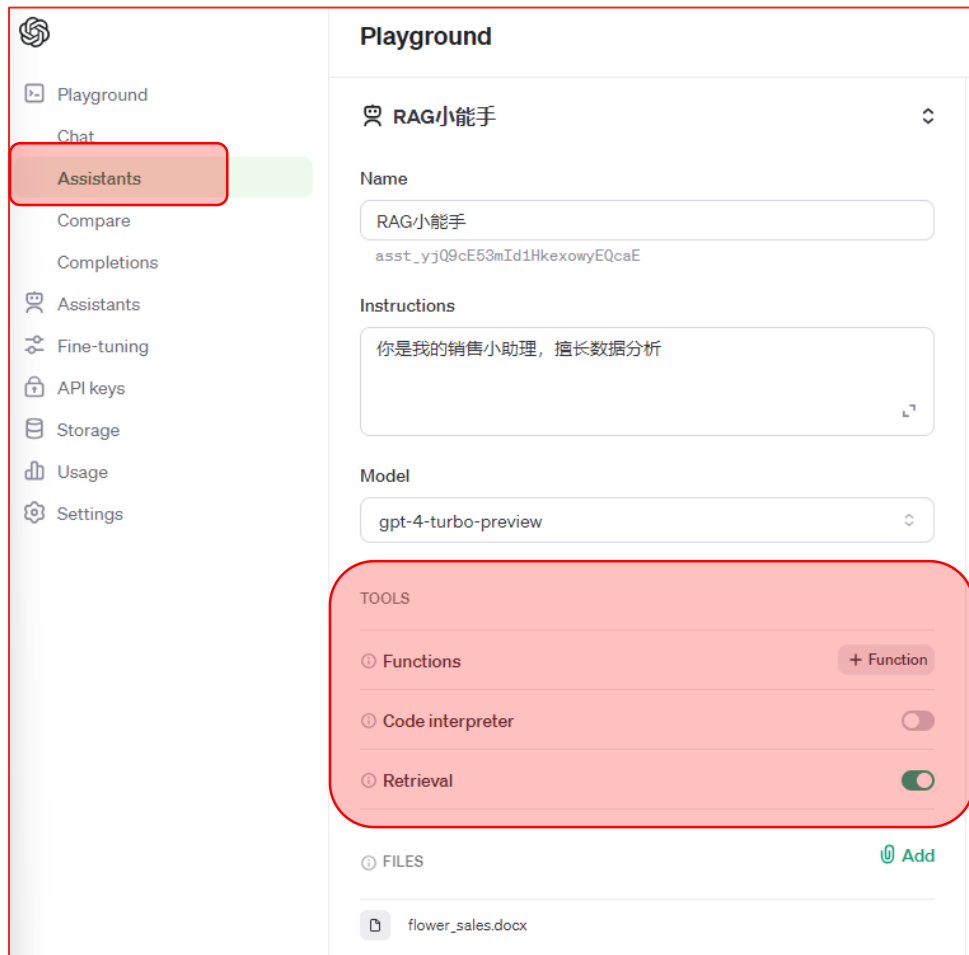 Playground
Chat
Assistants
Compare
Completions
Assistants
Fine-tuning
API keys
Storage
Usage
Settings
Playground
RAG小能手
Name
RAG小能手
asst_yjQ9cE53mId1HkexowyEQcaE
Instructions
你是我的销售小助理，擅长数据分析
Model
gpt-4-turbo-preview
TOOLS
Functions
+ Function
Code interpreter
Retrieval
FILES
Add
flower_sales.docx